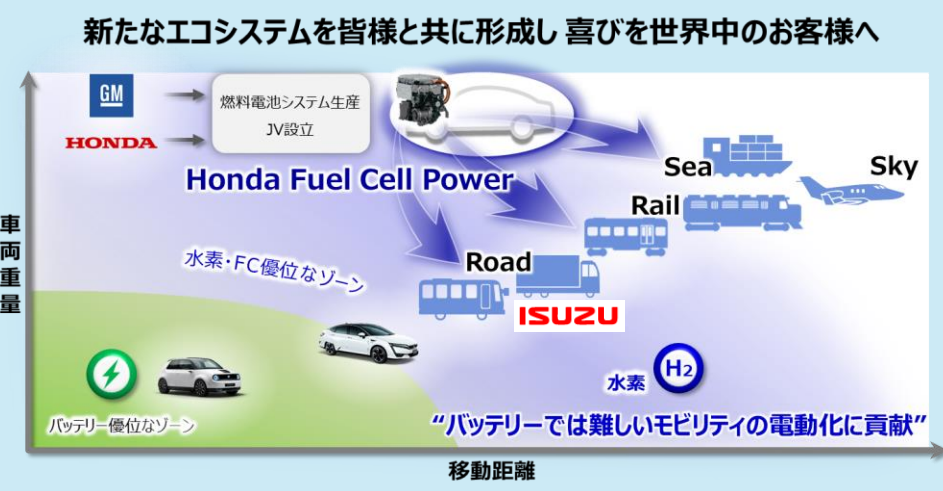 新たなエコシステムを皆様と共に形成し 喜びを世界中のお客様へ
GM
HONDA
燃料電池システム生産
JV設立
Honda Fuel Cell Power
Sea
Sky
Rail
Road
ISUZU
車両重量
水素・FC優位なゾーン
バッテリー優位なゾーン
水素
H2
“バッテリーでは難しいモビリティの電動化に貢献”
移動距離